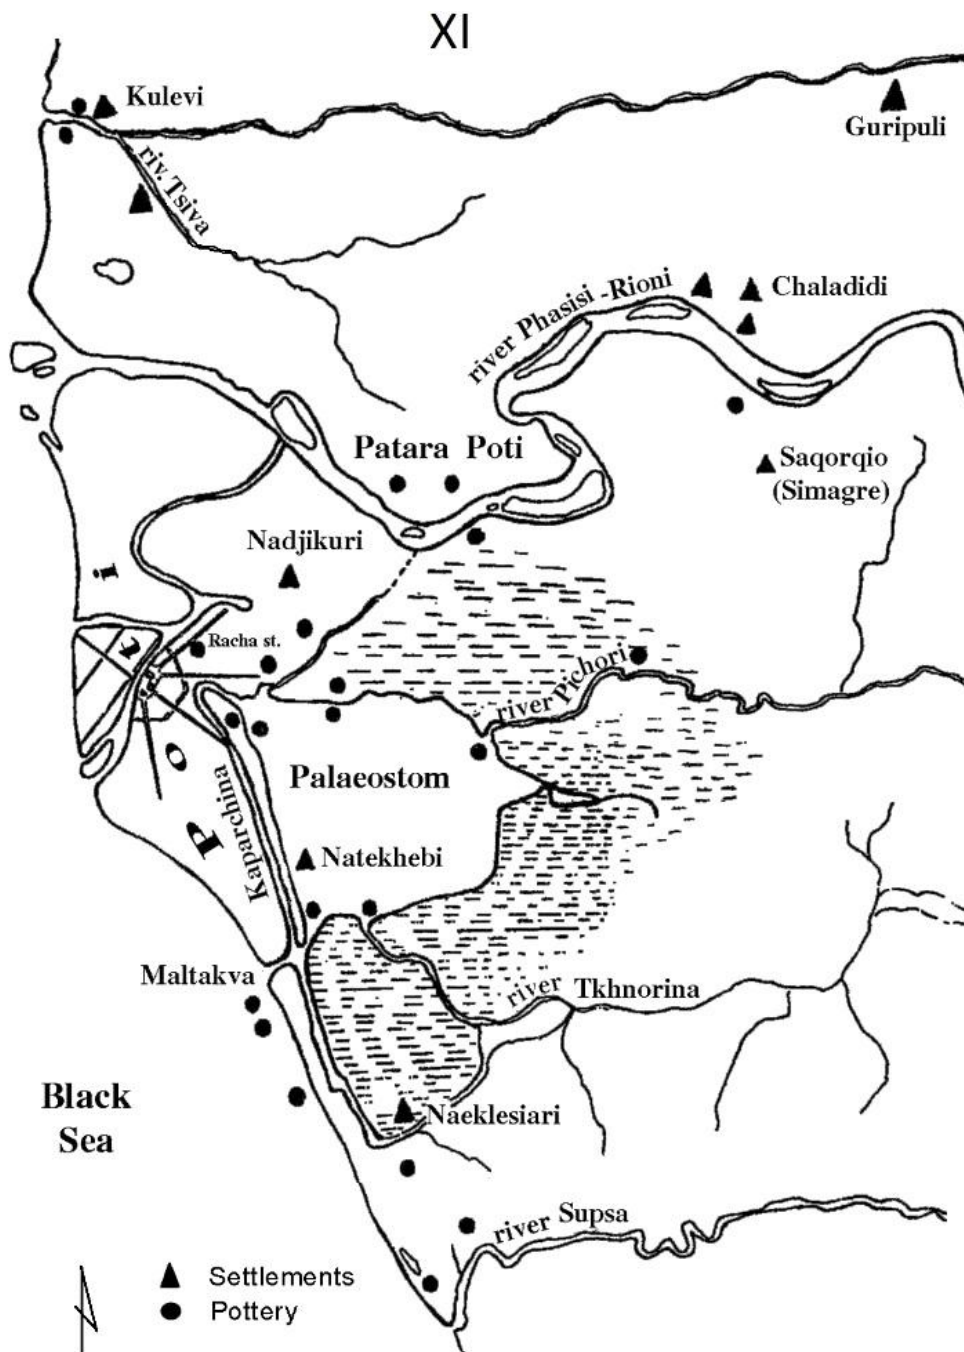 XI
Kulevi
Guripuli
riv. Tsiva
river Phasisi -Rioni
Chaladidi
Patara Poti
Saqorqio
(Simagre)
Nadjikuri
Racha st.
river Pichori
Poti
Kaparchina
Palaeostom
Natekhebi
Maltakva
river Tkhnorina
Black
Sea
Naeklesiari
river Supsa
Settlements
Pottery